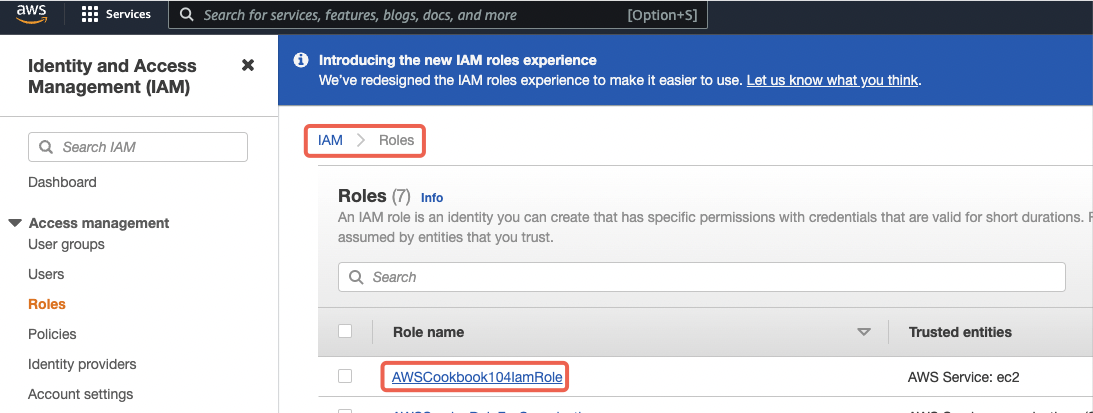 aws
Services
Search for services, features, blogs, docs, and more
[Option+S]
Identity and Access
Management (IAM)
Search IAM
Dashboard
Access management
User groups
Users
Roles
Policies
Identity providers
Account settings
Introducing the new IAM roles experience
We've redesigned the IAM roles experience to make it easier to use. Let us know what you think.
IAM
Roles
Roles (7) Info
An IAM role is an identity you can create that has specific permissions with credentials that are valid for short durations.
assumed by entities that you trust.
Search
Role name
Trusted entities
AWSCookbook104IamRole
AWS Service: ec2